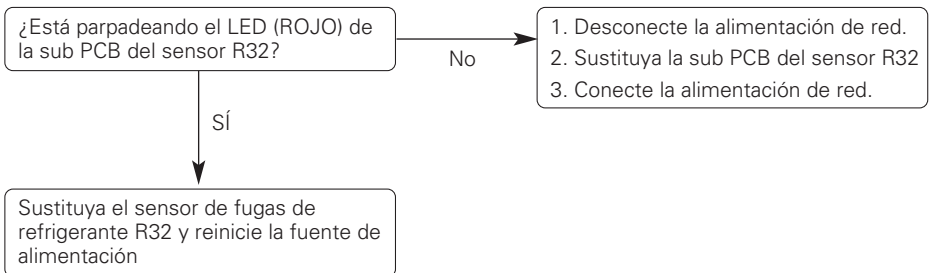 ¿Está parpadeando el LED (ROJO) de
la sub PCB del sensor R32?
No
1. Desconecte la alimentación de red.
2. Sustituya la sub PCB del sensor R32
3. Conecte la alimentación de red.
SÍ
Sustituya el sensor de fugas de
refrigerante R32 y reinicie la fuente de
alimentación